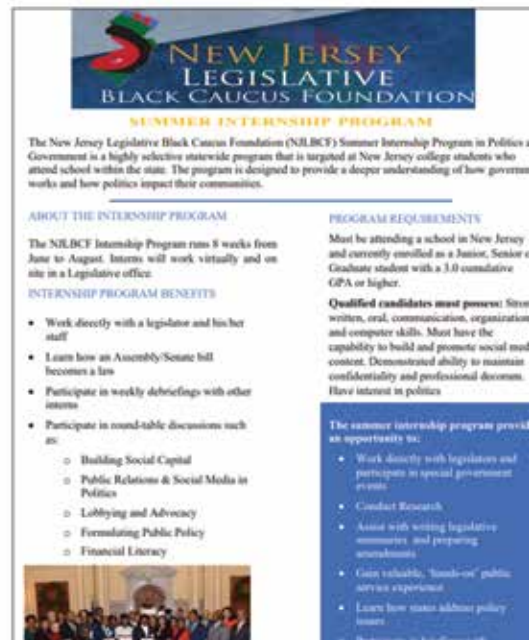 NEW JERSEY
LEGISLATIVE
BLACK CAUCUS FOUNDATION
SUMMER INTERNSHIP PROGRAM
The New Jersey Legislative Black Caucus Foundation (NJLBCF) Summer Internship Program in Politics a
Government is a highly selective statewide program that is targeted at New Jersey college students who
attend school within the state. The program is designed to provide a deeper understanding of how governm
works and how politics impact their communities.
ABOUT THE INTERNSHIP PROGRAM
The NJLBCF Internship Program runs 8 weeks from
June to August. Interns will work virtually and on
site in a Legislative office.
INTERNSHIP PROGRAM BENEFITS
• Work directly with a legislator and his/her
staff
• Learn how an Assembly/Senate bill
becomes a law
• Participate in weekly debriefings with other
interns
• Participate in round-table discussions such
as:
o Building Social Capital
o Public Relations & Social Media in
Politics
o Lobbying and Advocacy
o Formulating Public Policy
o Financial Literacy
PROGRAM REQUIREMENTS
Must be attending a school in New Jersey
and currently enrolled as a Junior, Senior o
Graduate student with a 3.0 cumulative
GPA or higher.
Qualified candidates must possess: Stron
written, oral, communication, organization
and computer skills. Must have the
capability to build and promote social med
content. Demonstrated ability to maintain
confidentiality and professional decorum.
Have interest in politics
The summer internship program provid
an opportunity to:
• Work directly with legislators and
participate in special government
events
• Conduct Research
• Assist with writing legislative
summaries and preparing
amendments
• Gain valuable, 'hands-on' public
service experience
• Learn how states address policy
issues